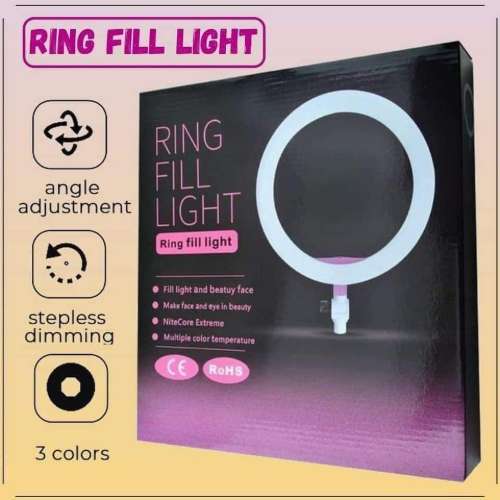 RING FILL LIGHT
angle
adjustment
stepless
dimming
3 colors
RING
FILL
LIGHT
Ring fill light
Fill light and beatuy face
Make face and eye in beauty
NiteCore Extreme
Multiple color temperature
CE
RoHS